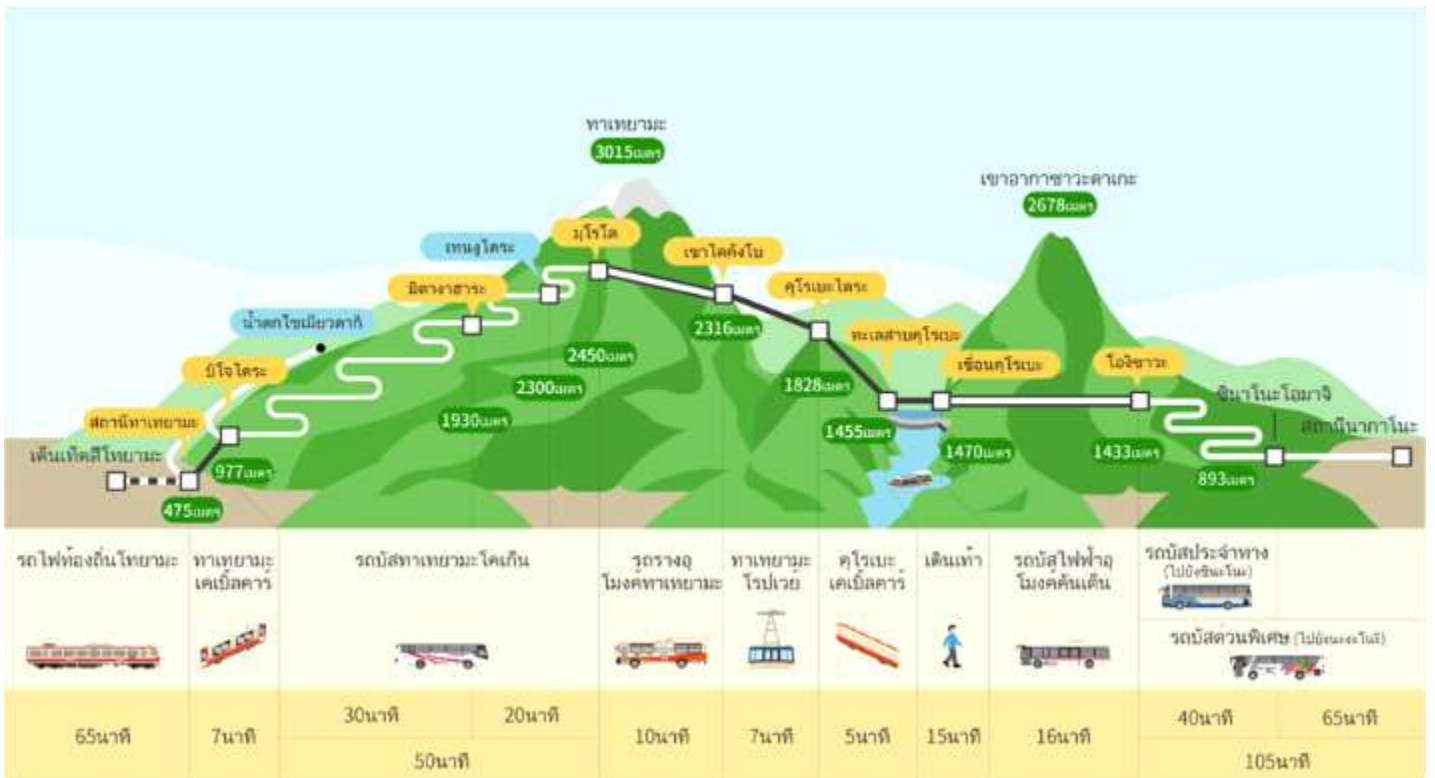 ทาเทยามะ
3015เมตร
เขาอากาซาวะดาเกะ
2678เมตร
มุโรโด
เทนงูไดระ
เขาไดคังโบ
มิดางาฮาระ
คุโรเบะไดระ
น้ำตกโชเมียวดากิ
2316เมตร
ทะเลสาบคุโรเบะ
2450เมตร
เขื่อนคุโรเบะ
โอกิซาวะ
บิโจไดระ
2300เมตร
1828เมตร
ชินาโนะโอมาจิ
สถานีทาเทยามะ
1930เมตร
1455เมตร
สถานีนากาโนะ
เด็นเท็ตสึโทยามะ
977เมตร
1470เมตร
1433เมตร
893เมตร
475เมตร
รถไฟท้องถิ่นโทยามะ
ทาเทยามะ
เคเบิ้ลคาร์
รถบัสทาเทยามะโคเก็น
รถรางอุ
โมงค์ทาเทยามะ
ทาเทยามะ
โรปเวย์
คุโรเบะ
เคเบิ้ลคาร์
เดินเท้า
รถบัสไฟฟ้าอุ
โมงค์คันเด็น
รถบัสประจำทาง
(ไปยังชินะโนะ)
รถบัสด่วนพิเศษ
65นาที
7นาที
30นาที
20นาที
50นาที
10นาที
7นาที
5นาที
15นาที
16นาที
40นาที
65นาที
105นาที